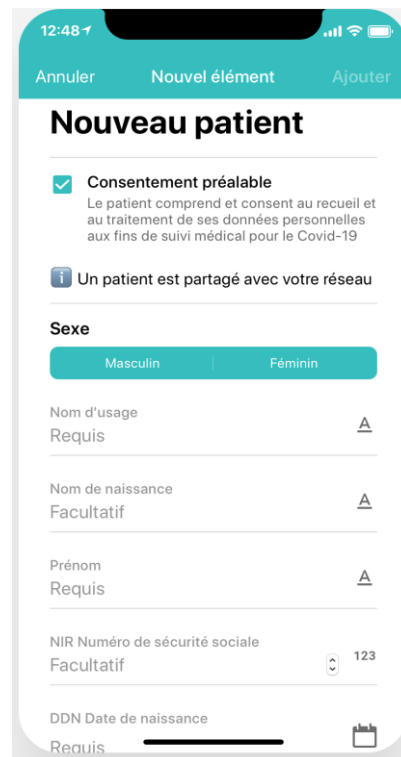 12:48
Annuler Nouvel élément Ajouter
Nouveau patient
Consentement préalable
Le patient comprend et consent au recueil et
au traitement de ses données personnelles
aux fins de suivi médical pour le Covid-19
Un patient est partagé avec votre réseau
Sexe
Masculin Féminin
Nom d'usage
Requis
A
Nom de naissance
Facultatif
A
Prénom
Requis
A
NIR Numéro de sécurité sociale
Facultatif
123
DDN Date de naissance
Requis